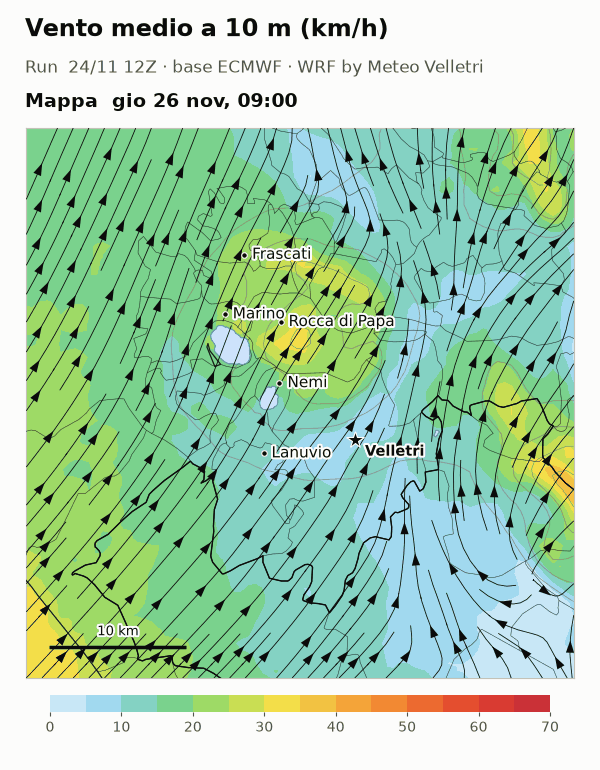 Vento medio a 10 m (km/h)
Run  24/11 12Z · base ECMWF · WRF by Meteo Velletri
Mappa  gio 26 nov, 09:00
Frascati
Marino
Rocca di Papa
Nemi
Velletri
Lanuvio
10 km
0 10 20 30 40 50 60 70